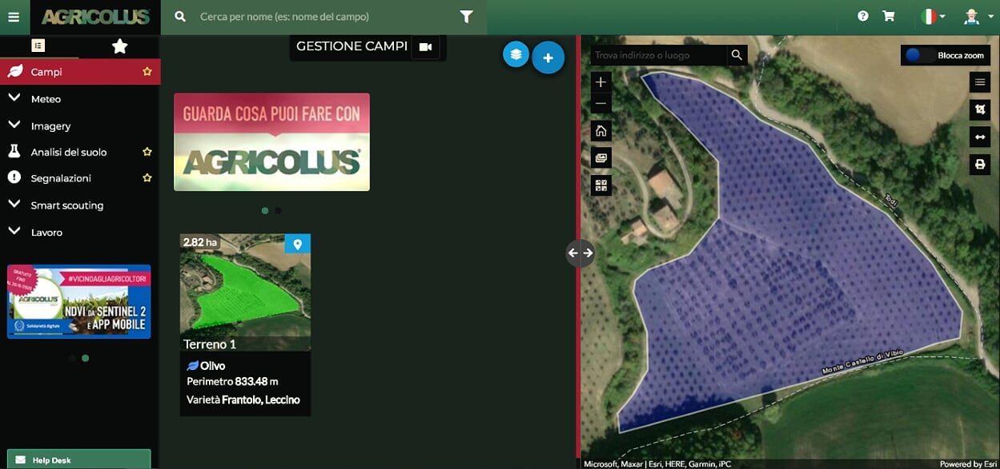 AGRICOLUS
Cerca per nome (es: nome del campo)
Campi
Meteo
Imagery
Analisi del suolo
Segnalazioni
Smart scouting
Lavoro
GRATUITO
FINO
AL 30/11/2020
#VICINOAGLIAGRICOLTORI
AGRICOLUS
NDVI DA SENTINEL 2
E APP MOBILE
Solidarietà digitale
Help Desk
GESTIONE CAMPI
GUARDA COSA PUOI FARE CON
AGRICOLUS
2.82 ha
Terreno 1
Olivo
Perimetro 833.48 m
Varietà Frantoio, Leccino
Trova indirizzo o luogo
Blocca zoom
Todi
Monte Castello di Vibio
Microsoft, Maxar | Esri, HERE, Garmin, iPC
Powered by Esri